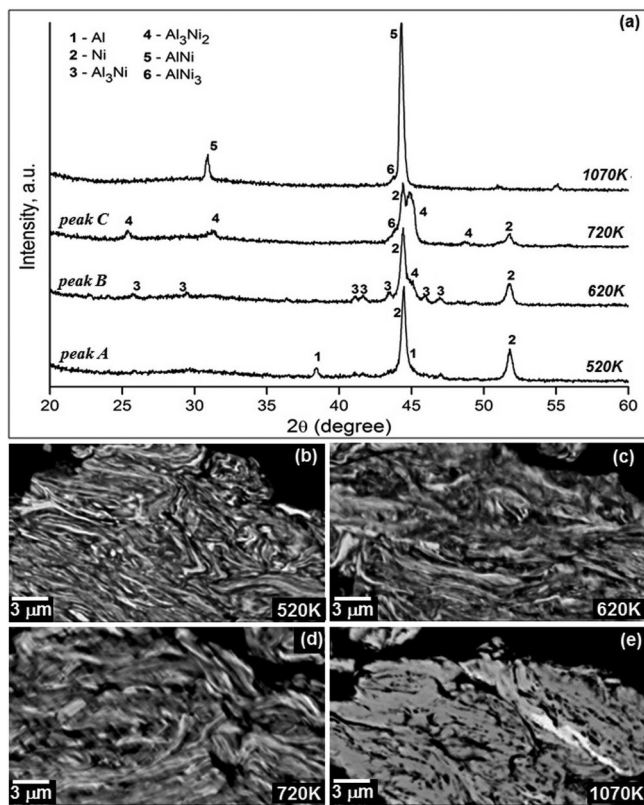 (a)
1 - Al
2 - Ni
3 - Al₃Ni
4 - Al₃Ni₂
5 - AlNi
6 - AlNi₃
Intensity, a.u.
5
5
6
1070K
peak C
4
4
6
2
4
4
2
720K
peak B
3
3
3
3
3
2
4
3
3
2
620K
peak A
1
2
1
2
520K
20 25 30 35 40 45 50 55 60
2θ (degree)
(b)
3 µm
520K
(c)
3 µm
620K
(d)
3 µm
720K
(e)
3 µm
1070K